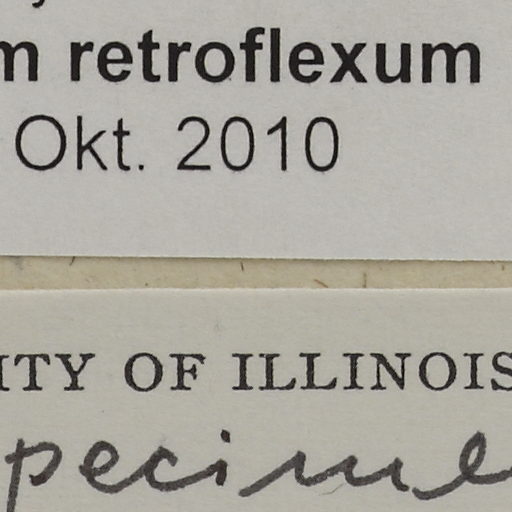 m retroflexum
Okt. 2010
ITY OF ILLINOIS
pecime